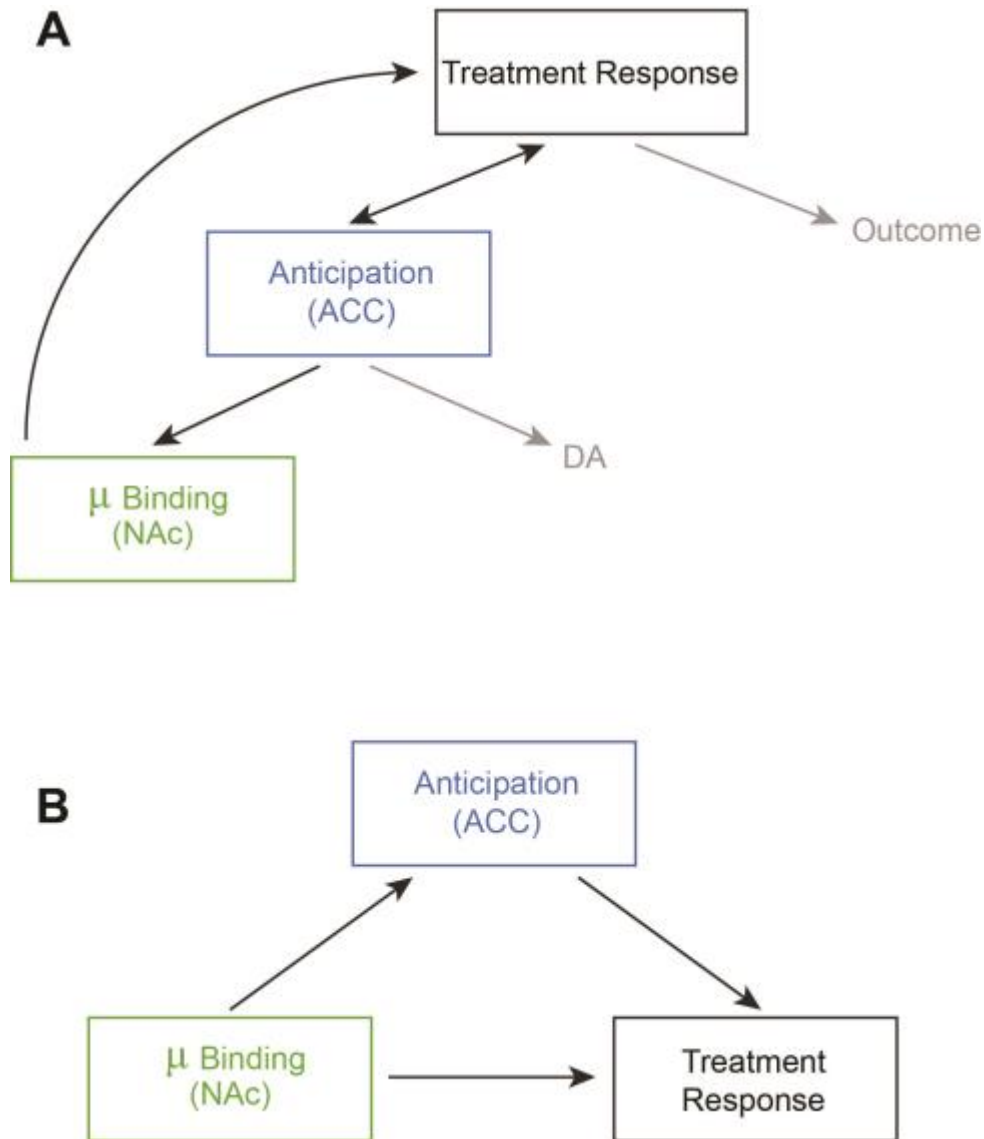 A
Treatment Response
Outcome
Anticipation
(ACC)
DA
μ Binding
(NAc)
B
Anticipation
(ACC)
μ Binding
(NAc)
Treatment
Response